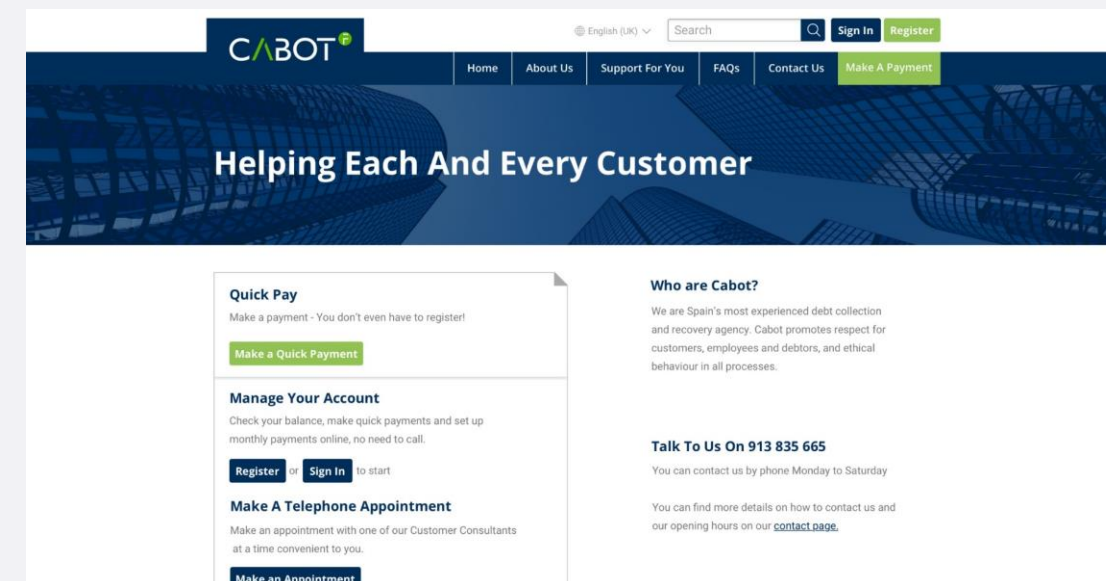 CABOT
English (UK)
Search
Sign In
Register
Home
About Us
Support For You
FAQs
Contact Us
Make A Payment
Helping Each And Every Customer
Quick Pay
Make a payment - You don't even have to register!
Make a Quick Payment
Manage Your Account
Check your balance, make quick payments and set up
monthly payments online, no need to call.
Register or Sign In to start
Make A Telephone Appointment
Make an appointment with one of our Customer Consultants
at a time convenient to you.
Make an Appointment
Who are Cabot?
We are Spain's most experienced debt collection
and recovery agency. Cabot promotes respect for
customers, employees and debtors, and ethical
behaviour in all processes.
Talk To Us On 913 835 665
You can contact us by phone Monday to Saturday
You can find more details on how to contact us and
our opening hours on our contact page.